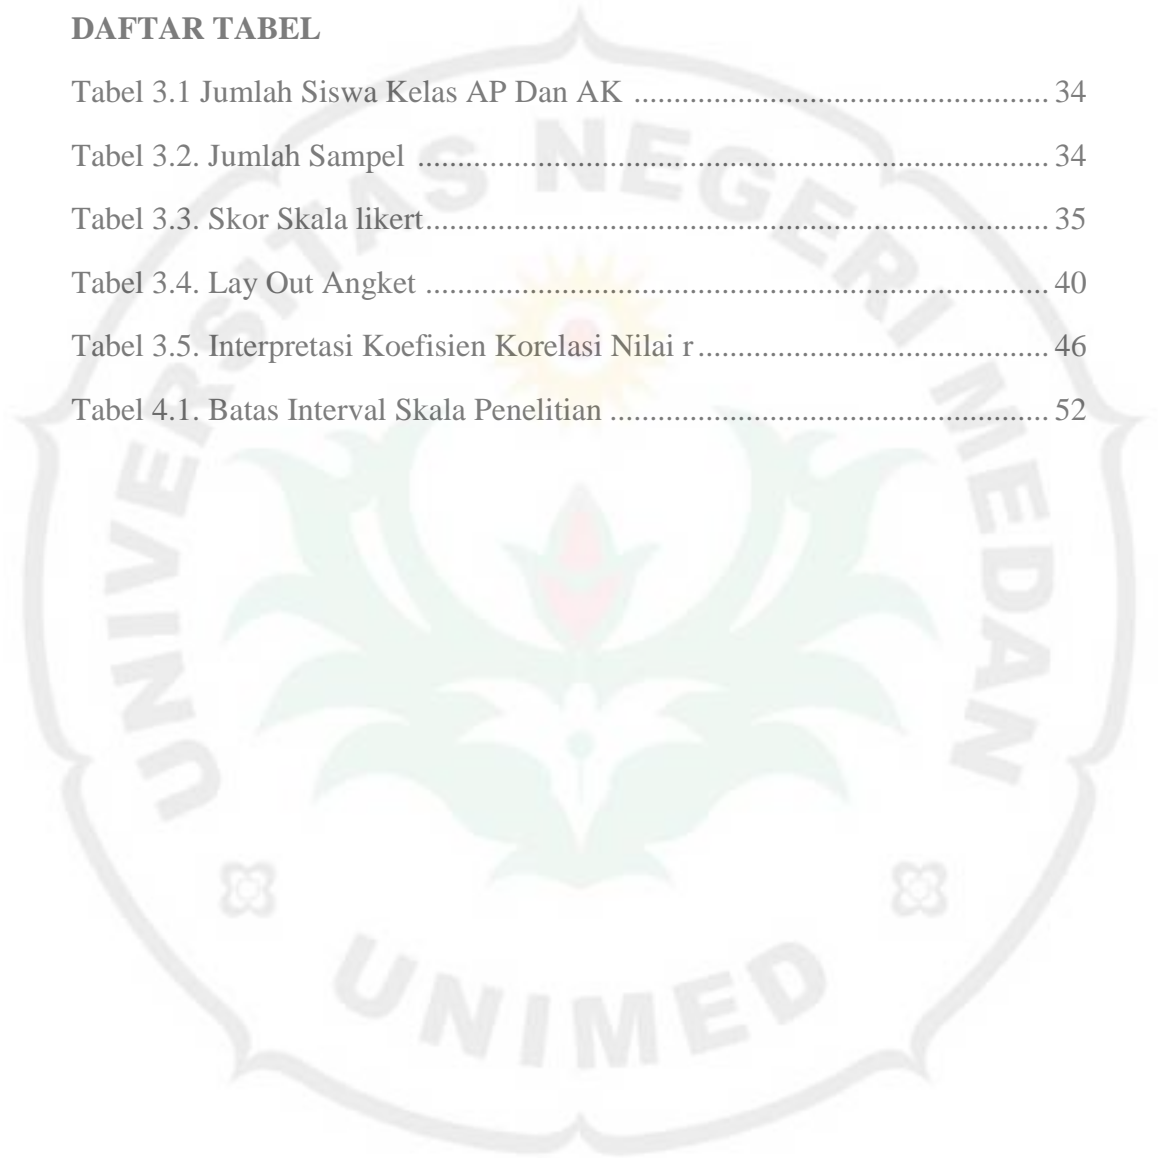 DAFTAR TABEL
Tabel 3.1 Jumlah Siswa Kelas AP Dan AK .................................................... 34
Tabel 3.2. Jumlah Sampel ............................................................................... 34
Tabel 3.3. Skor Skala likert.............................................................................. 35
Tabel 3.4. Lay Out Angket .............................................................................. 40
Tabel 3.5. Interpretasi Koefisien Korelasi Nilai r............................................ 46
Tabel 4.1. Batas Interval Skala Penelitian ....................................................... 52
UNIVERSITAS NEGERI MEDAN
UNIMED